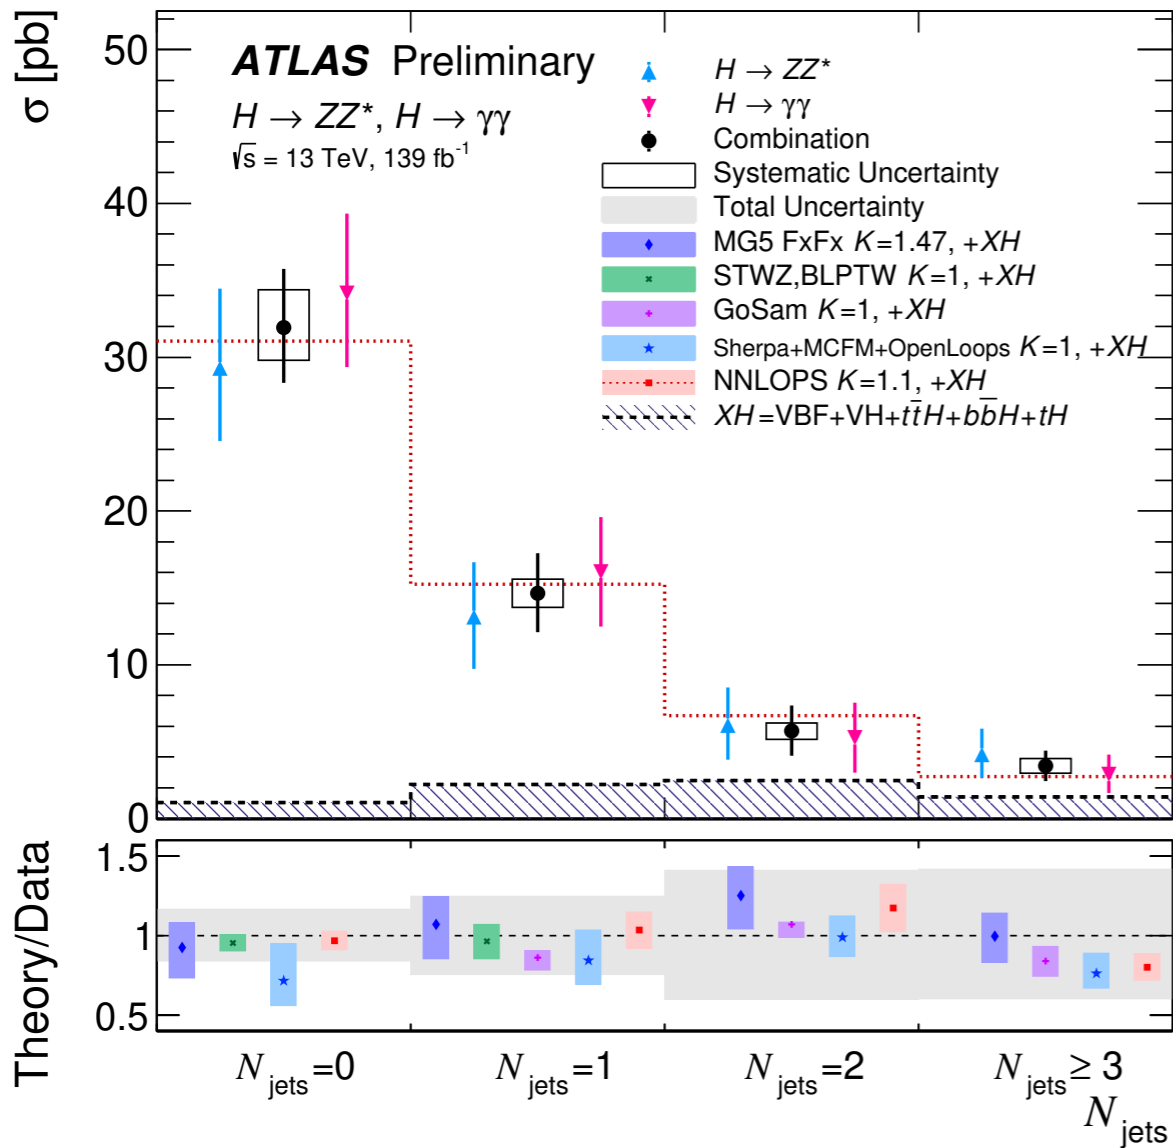 σ [pb]
50
40
30
20
10
0
ATLAS Preliminary
H → ZZ*, H → γγ
√s = 13 TeV, 139 fb⁻¹
H → ZZ*
H → γγ
Combination
Systematic Uncertainty
Total Uncertainty
MG5 FxFx K=1.47, +XH
STWZ,BLPTW K=1, +XH
GoSam K=1, +XH
Sherpa+MCFM+OpenLoops K=1, +XH
NNLOPS K=1.1, +XH
XH=VBF+VH+tt̅H+bb̅H+tH
Theory/Data
1.5
1
0.5
N_jets=0
N_jets=1
N_jets=2
N_jets≥ 3
N_jets